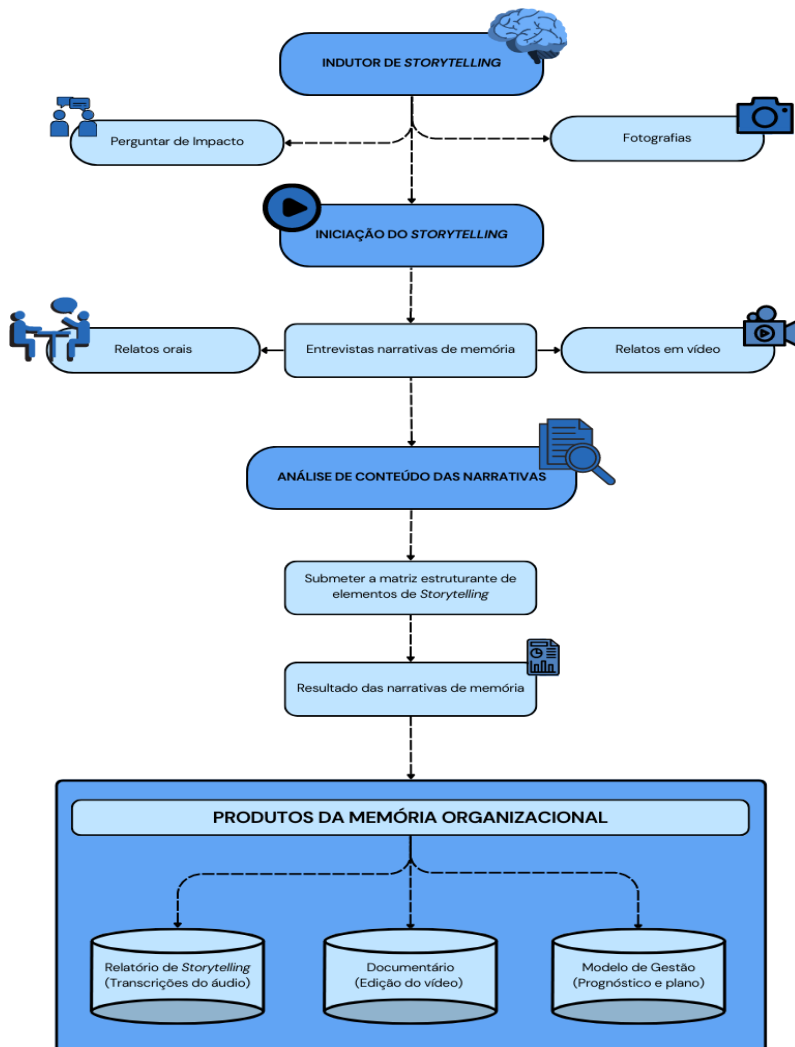 INDUTOR DE STORYTELLING
Perguntar de Impacto
Fotografias
INICIAÇÃO DO STORYTELLING
Relatos orais
Entrevistas narrativas de memória
Relatos em vídeo
ANÁLISE DE CONTEÚDO DAS NARRATIVAS
Submeter a matriz estruturante de
elementos de Storytelling
Resultado das narrativas de memória
PRODUTOS DA MEMÓRIA ORGANIZACIONAL
Relatório de Storytelling
(Transcrições do áudio)
Documentário
(Edição do vídeo)
Modelo de Gestão
(Prognóstico e plano)